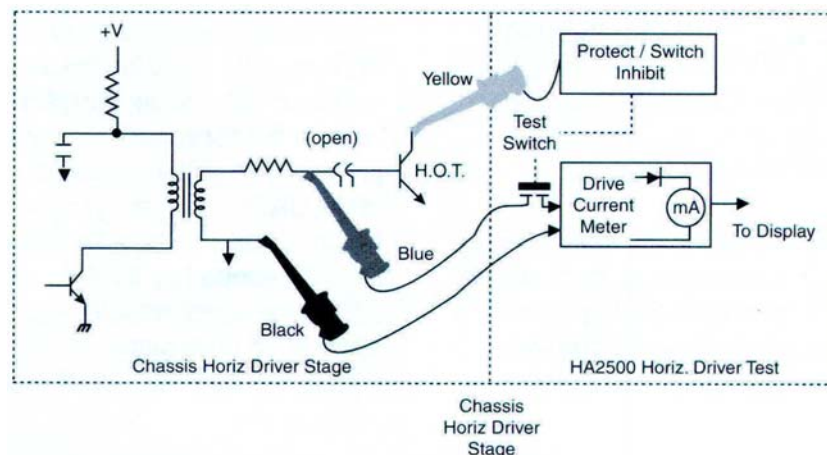 +V
Yellow
Protect / Switch
Inhibit
(open)
Test
Switch
H.O.T.
Drive
Current
Meter
mA
To Display
Blue
Black
Chassis Horiz Driver Stage
HA2500 Horiz. Driver Test
Chassis
Horiz Driver
Stage